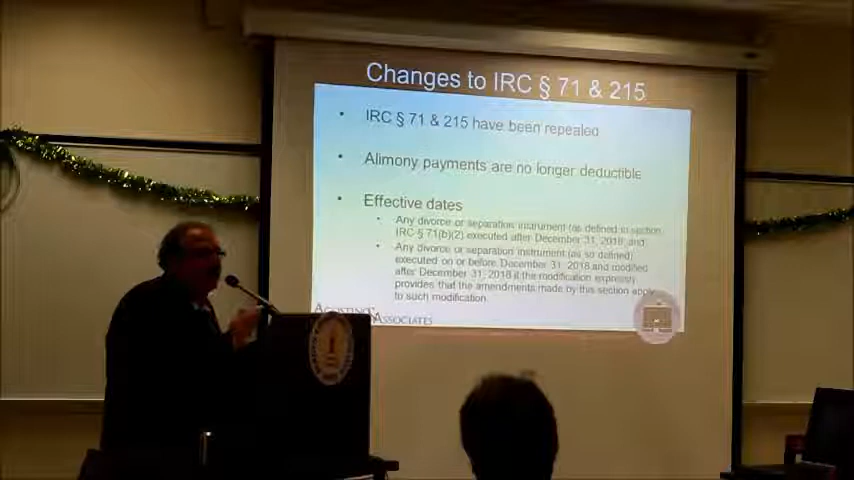 Changes to IRC § 71 & 215
• IRC § 71 & 215 have been repealed
• Alimony payments are no longer deductible
• Effective dates
• Any divorce or separation instrument (as defined in section
IRC § 71(b)(2) executed after December 31, 2018; and
• Any divorce or separation instrument (as so defined)
executed on or before December 31, 2018 and modified
after December 31, 2018 if the modification expressly
provides that the amendments made by this section apply
to such modification.
AGOSTINO & ASSOCIATES